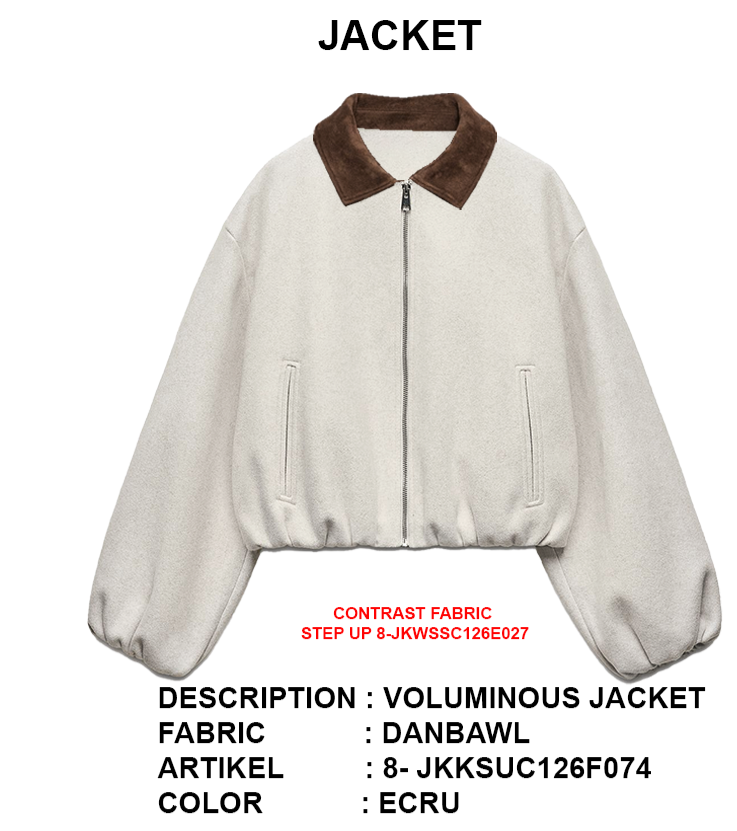 JACKET
CONTRAST FABRIC
STEP UP 8-JKWSSC126E027
DESCRIPTION : VOLUMINOUS JACKET
FABRIC : DANBAWL
ARTIKEL : 8- JKKSUC126F074
COLOR : ECRU